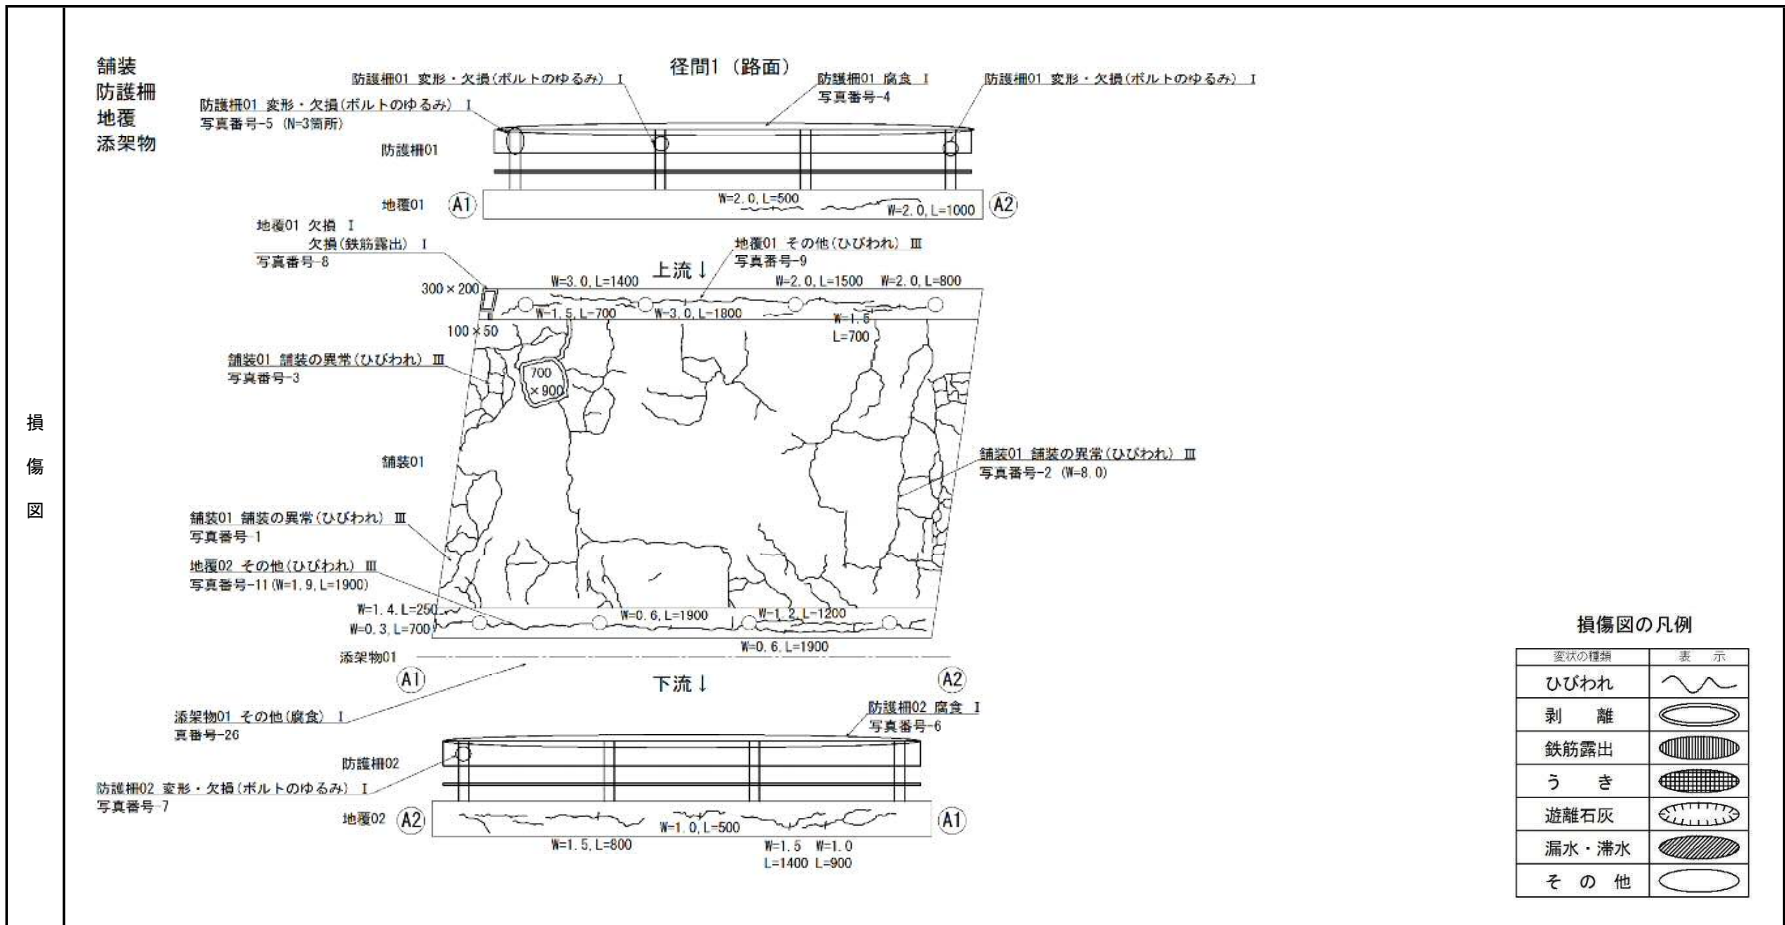 損傷図
舗装
防護柵
地覆
添架物
径間1（路面）
防護柵01 変形・欠損(ボルトのゆるみ) Ⅰ
防護柵01 腐食 Ⅰ
写真番号-4
防護柵01 変形・欠損(ボルトのゆるみ) Ⅰ
防護柵01 変形・欠損(ボルトのゆるみ) Ⅰ
写真番号-5 (N=3箇所)
防護柵01
地覆01
A1
W=2.0,L=500
W=2.0,L=1000
A2
地覆01 欠損 Ⅰ
欠損(鉄筋露出) Ⅰ
写真番号-8
地覆01 その他(ひびわれ) Ⅲ
写真番号-9
上流↓
300×200
W=3.0,L=1400
W=2.0,L=1500
W=2.0,L=800
W=1.5,L=700
W=3.0,L=1800
W=1.5
L=700
100×50
舗装01 舗装の異常(ひびわれ) Ⅲ
写真番号-3
700
×900
舗装01
舗装01 舗装の異常(ひびわれ) Ⅲ
写真番号-2 (W=8.0)
舗装01 舗装の異常(ひびわれ) Ⅲ
写真番号-1
地覆02 その他(ひびわれ) Ⅲ
写真番号-11(W=1.9,L=1900)
W=1.4,L=250
W=0.3,L=700
W=0.6,L=1900
W=1.2,L=1200
W=0.6,L=1900
添架物01
A1
下流↓
A2
添架物01 その他(腐食) Ⅰ
真番号-26
防護柵02 腐食 Ⅰ
写真番号-6
防護柵02
防護柵02 変形・欠損(ボルトのゆるみ) Ⅰ
写真番号-7
地覆02
A2
W=1.0,L=500
A1
W=1.5,L=800
W=1.5
L=1400
W=1.0
L=900
損傷図の凡例
変状の種類 表 示
ひびわれ
剥 離
鉄筋露出
う き
遊離石灰
漏水・滞水
そ の 他